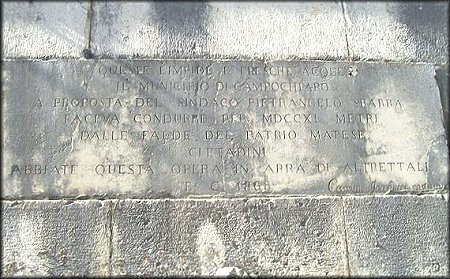 QUESTE LIMPIDE E FRESCHE ACQUE
IL MUNICIPIO DI CAMPOCHIARO
A PROPOSTA DEL SINDACO PIETRANGELO SBARRA
FACEVA CONDURRE PER MDCCXL METRI
DALLE FALDE DEL PATRIO MATESE
CITTADINI
ABBIATE QUESTA OPERA IN ARRA DI ALTRETTALI
F. C. 1868